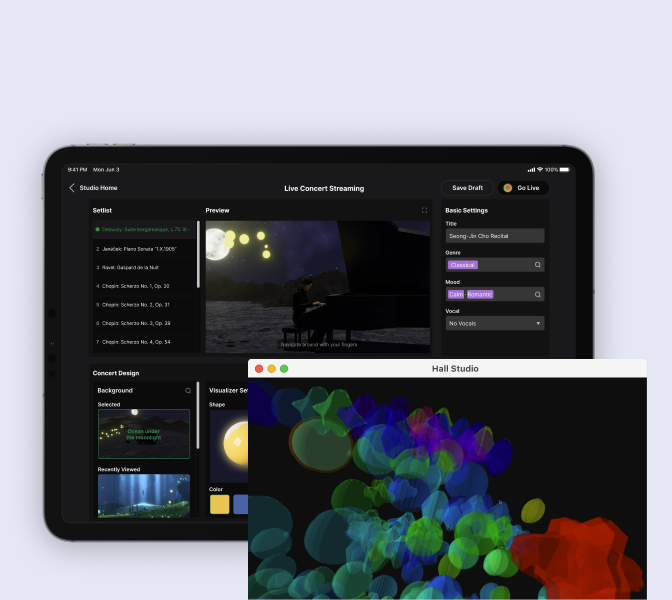 9:41 PM Mon Jun 3
100%
Studio Home
Live Concert Streaming
Save Draft
Go Live
Setlist
Debussy: Suite bergamasque, L.75: III-
2 Janáček: Piano Sonata "1.X.1905"
3 Ravel: Gaspard de la Nuit
4 Chopin: Scherzo No. 1, Op. 20
5 Chopin: Scherzo No. 2, Op. 31
6 Chopin: Scherzo No. 3, Op. 39
7 Chopin: Scherzo No. 4, Op. 54
Preview
Navigate around with your fingers
Basic Settings
Title
Seong-Jin Cho Recital
Genre
Classical
Mood
Calm Romantic
Vocal
No Vocals
Concert Design
Background
Selected
Ocean under
the moonlight
Recently Viewed
Visualizer Se
Shape
Color
Hall Studio